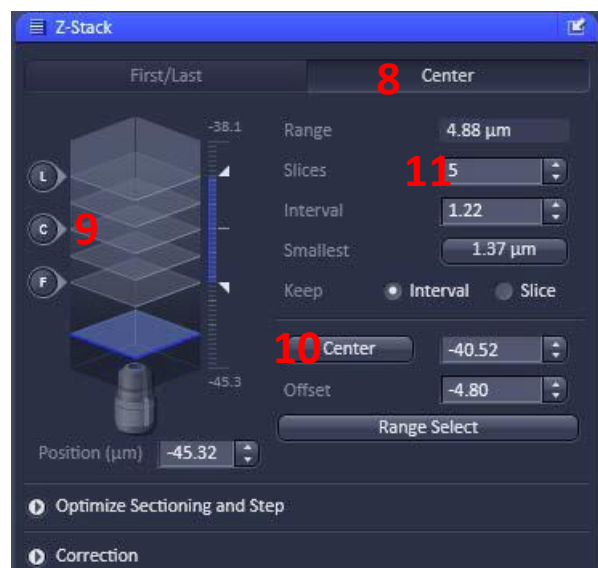 Z-Stack
First/Last 8 Center
-38.1 Range 4.88 µm
L Slices 11 5
C 9 Interval 1.22
Smallest 1.37 µm
F Keep Interval Slice
10 Center -40.52
-45.3 Offset -4.80
Range Select
Position (µm) -45.32
Optimize Sectioning and Step
Correction